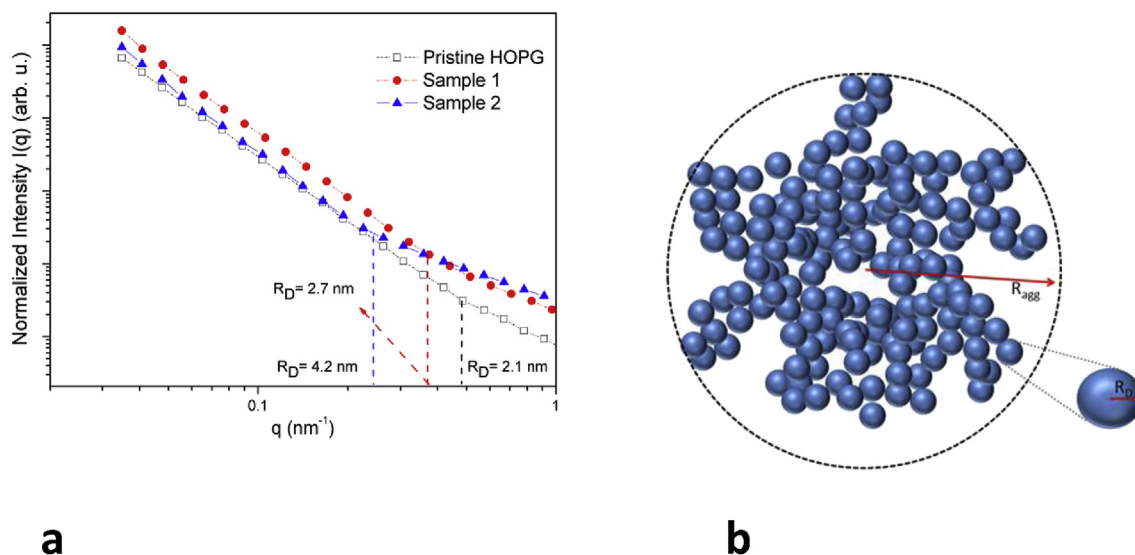 Normalized Intensity I(q) (arb. u.)
Pristine HOPG
Sample 1
Sample 2
R_D= 2.7 nm
R_D= 4.2 nm
R_D= 2.1 nm
0.1
1
q (nm⁻¹)
R_agg
R_D
a
b